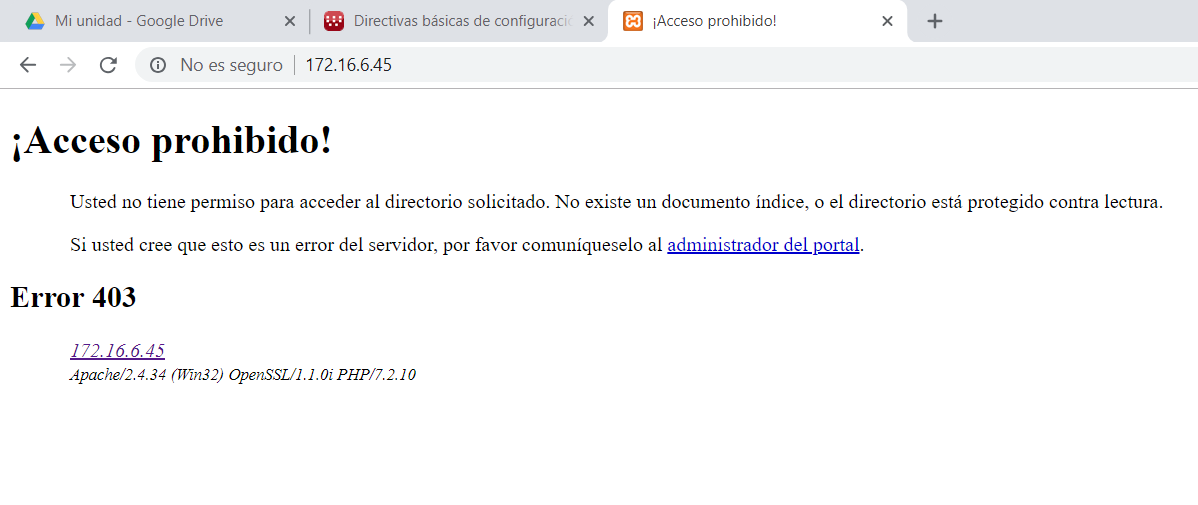 Mi unidad - Google Drive
Directivas básicas de configuraci
¡Acceso prohibido!
No es seguro
172.16.6.45
¡Acceso prohibido!
Usted no tiene permiso para acceder al directorio solicitado. No existe un documento índice, o el directorio está protegido contra lectura.
Si usted cree que esto es un error del servidor, por favor comuníqueselo al administrador del portal.
Error 403
172.16.6.45
Apache/2.4.34 (Win32) OpenSSL/1.1.0i PHP/7.2.10